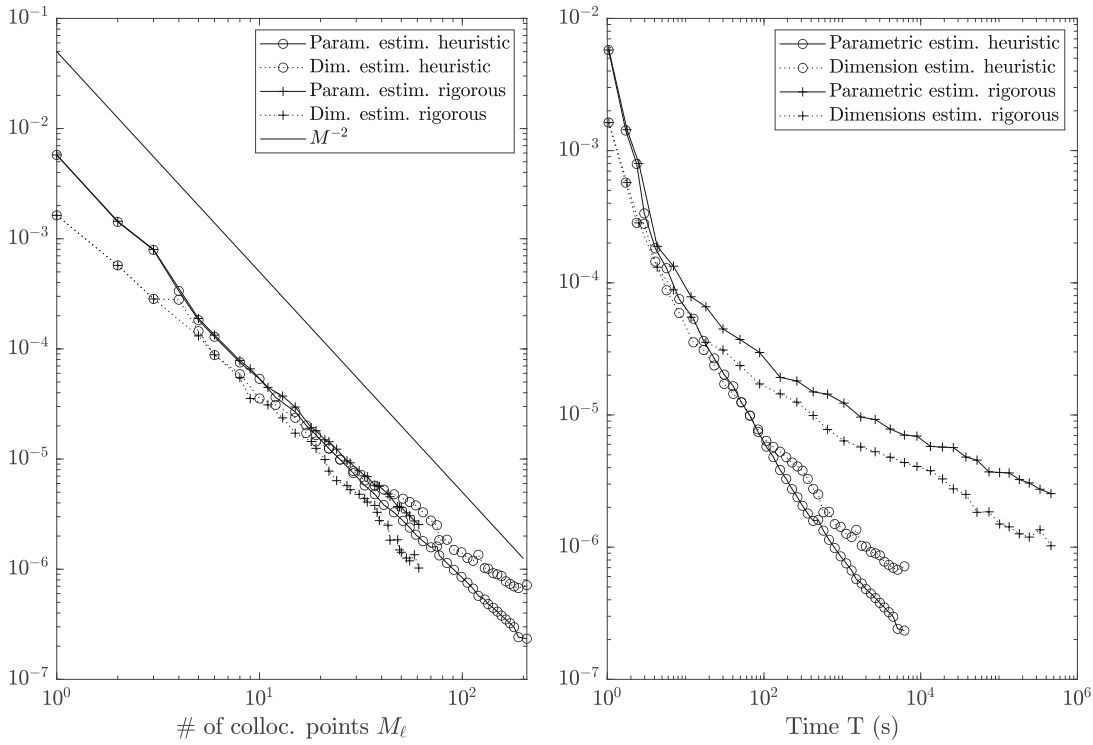 10^{-1}
10^{-2}
10^{-3}
10^{-4}
10^{-5}
10^{-6}
10^{-7}
Param. estim. heuristic
Dim. estim. heuristic
Param. estim. rigorous
Dim. estim. rigorous
M^{-2}
10^{0}
10^{1}
10^{2}
# of colloc. points M_ℓ
10^{-2}
10^{-3}
10^{-4}
10^{-5}
10^{-6}
10^{-7}
Parametric estim. heuristic
Dimension estim. heuristic
Parametric estim. rigorous
Dimensions estim. rigorous
10^{0}
10^{2}
10^{4}
10^{6}
Time T (s)